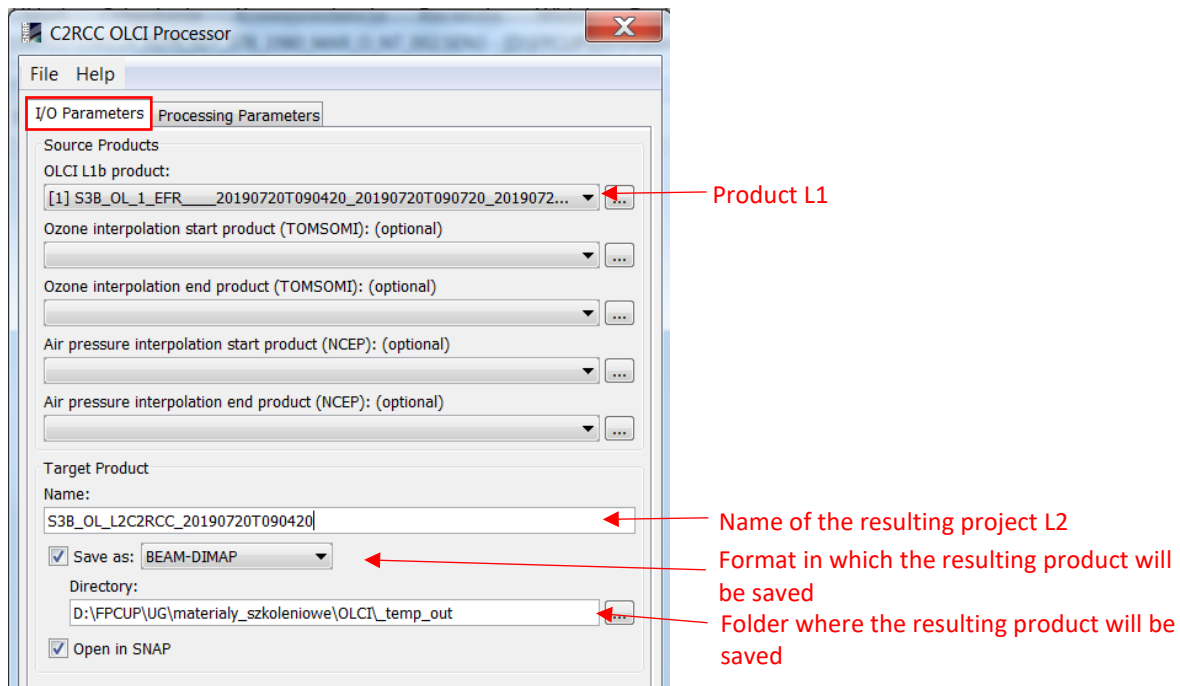 C2RCC OLCI Processor
File Help
I/O Parameters Processing Parameters
Source Products
OLCI L1b product:
[1] S3B_OL_1_EFR____20190720T090420_20190720T090720_2019072... ...
Product L1
Ozone interpolation start product (TOMSOMI): (optional)
...
Ozone interpolation end product (TOMSOMI): (optional)
...
Air pressure interpolation start product (NCEP): (optional)
...
Air pressure interpolation end product (NCEP): (optional)
...
Target Product
Name:
S3B_OL_L2C2RCC_20190720T090420
Name of the resulting project L2
Save as: BEAM-DIMAP
Format in which the resulting product will
be saved
Directory:
D:\FPCUP\UG\materialy_szkoleniowe\OLCI\_temp_out ...
Folder where the resulting product will be
saved
Open in SNAP